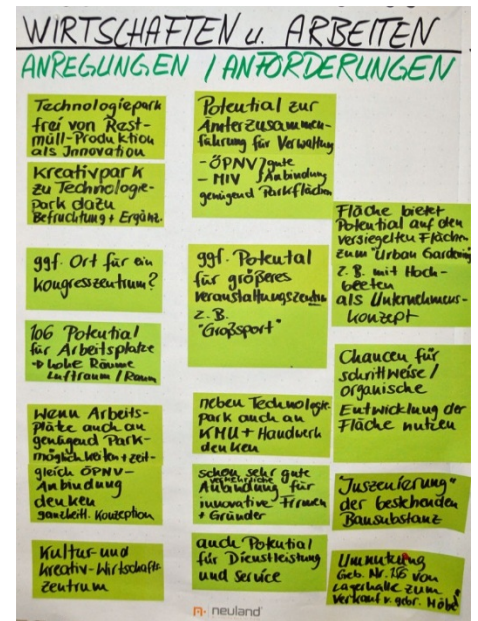 WIRTSCHAFTEN u. ARBEITEN
ANREGUNGEN / ANFORDERUNGEN
Technologiepark
frei von Rest-
müll-Produktion
als Innovation
Kreativpark
zu Technologie-
Park dazu
Befruchtung + Ergänz.
ggf. Ort für ein
Kongresszentrum?
106 Potential
für Arbeitsplätze
→ hohe Räume
Luftraum / Raum
Wenn Arbeits-
plätze auch an
genügend Park-
möglichkeiten + zeit-
gleich ÖPNV-
Anbindung
denken
ganzheitl. Konzeption
Kultur- und
Kreativ-Wirtschafts-
zentrum
Potential zur
Ämterzusammen-
führung für Verwaltung
- ÖPNV } gute
- MIV } Anbindung
genügend Parkflächen
ggf. Potential
für größeres
Veranstaltungszentrum
z.B.
"Großsport"
neben Technologie-
park auch an
KMU + Handwerk
denken
schon sehr gute
verkehrliche
Anbindung für
innovative Firmen
+ Gründer
auch Potential
für Dienstleistung
und Service
Fläche bietet
Potential auf den
versiegelten Flächen
zum "Urban Gardening"
z.B. mit Hoch-
beeten
als Unternehmens-
konzept
Chancen für
schrittweise /
organische
Entwicklung der
Fläche nutzen
"Inszenierung"
der bestehenden
Bausubstanz
Umnutzung
Geb. Nr. von
Lagerhalle zum
Verkauf v. gebr. Möbel
neuland